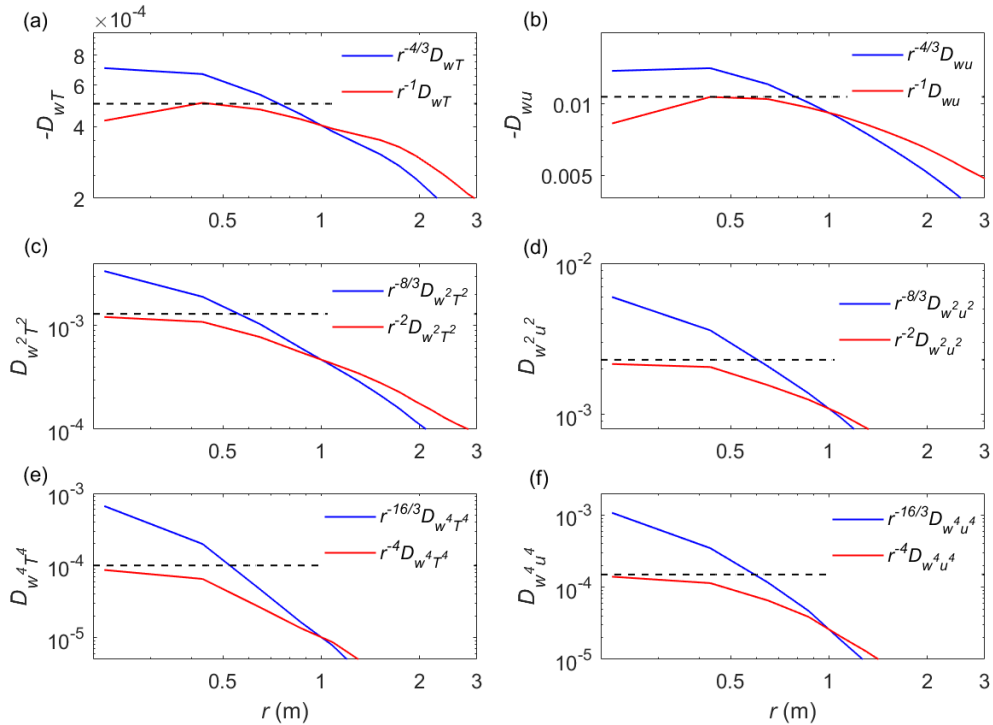 (a)
×10⁻⁴
8
6
4
2
-D_wT
r^-4/3 D_wT
r^-1 D_wT
0.5
1
2
3
(b)
0.01
0.005
-D_wu
r^-4/3 D_wu
r^-1 D_wu
0.5
1
2
3
(c)
10⁻³
10⁻⁴
D_w²T²
r^-8/3 D_w²T²
r^-2 D_w²T²
0.5
1
2
3
(d)
10⁻²
10⁻³
D_w²u²
r^-8/3 D_w²u²
r^-2 D_w²u²
0.5
1
2
3
(e)
10⁻³
10⁻⁴
10⁻⁵
D_w⁴T⁴
r^-16/3 D_w⁴T⁴
r^-4 D_w⁴T⁴
0.5
1
2
3
r (m)
(f)
10⁻³
10⁻⁴
10⁻⁵
D_w⁴u⁴
r^-16/3 D_w⁴u⁴
r^-4 D_w⁴u⁴
0.5
1
2
3
r (m)